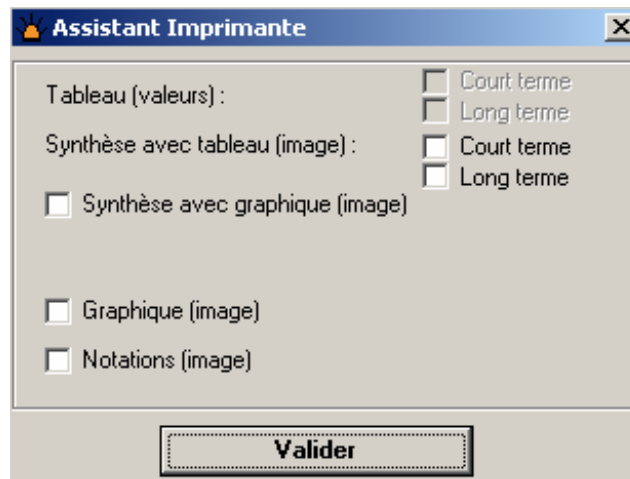 Assistant Imprimante
Tableau (valeurs) :
Court terme
Long terme
Synthèse avec tableau (image) :
Court terme
Long terme
Synthèse avec graphique (image)
Graphique (image)
Notations (image)
Valider